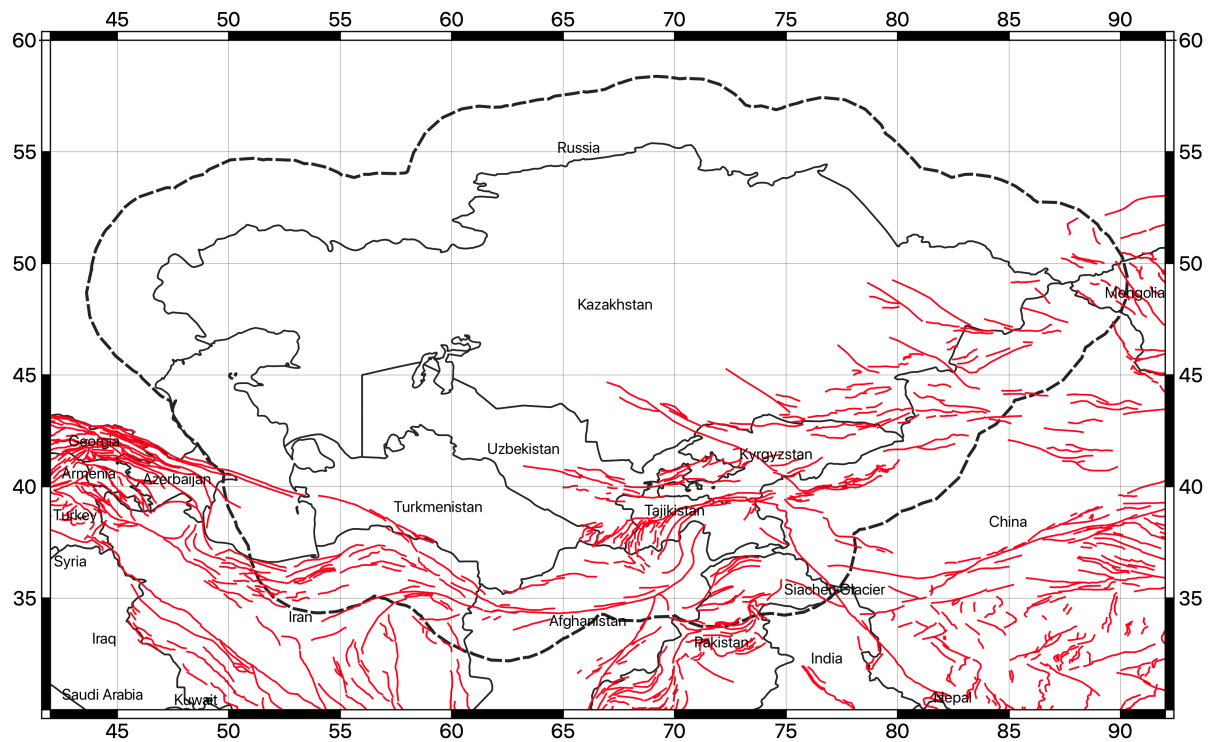 45 50 55 60 65 70 75 80 85 90
60 60
55 Russia 55
50 50
Mongolia
Kazakhstan
45 45
Georgia
Uzbekistan
Kyrgyzstan
Armenia
Azerbaijan
40 40
Turkmenistan
Tajikistan
Turkey
China
Syria
Siachen Glacier
35 35
Iran
Afghanistan
Iraq
Pakistan
India
Saudi Arabia
Kuwait
Nepal
45 50 55 60 65 70 75 80 85 90